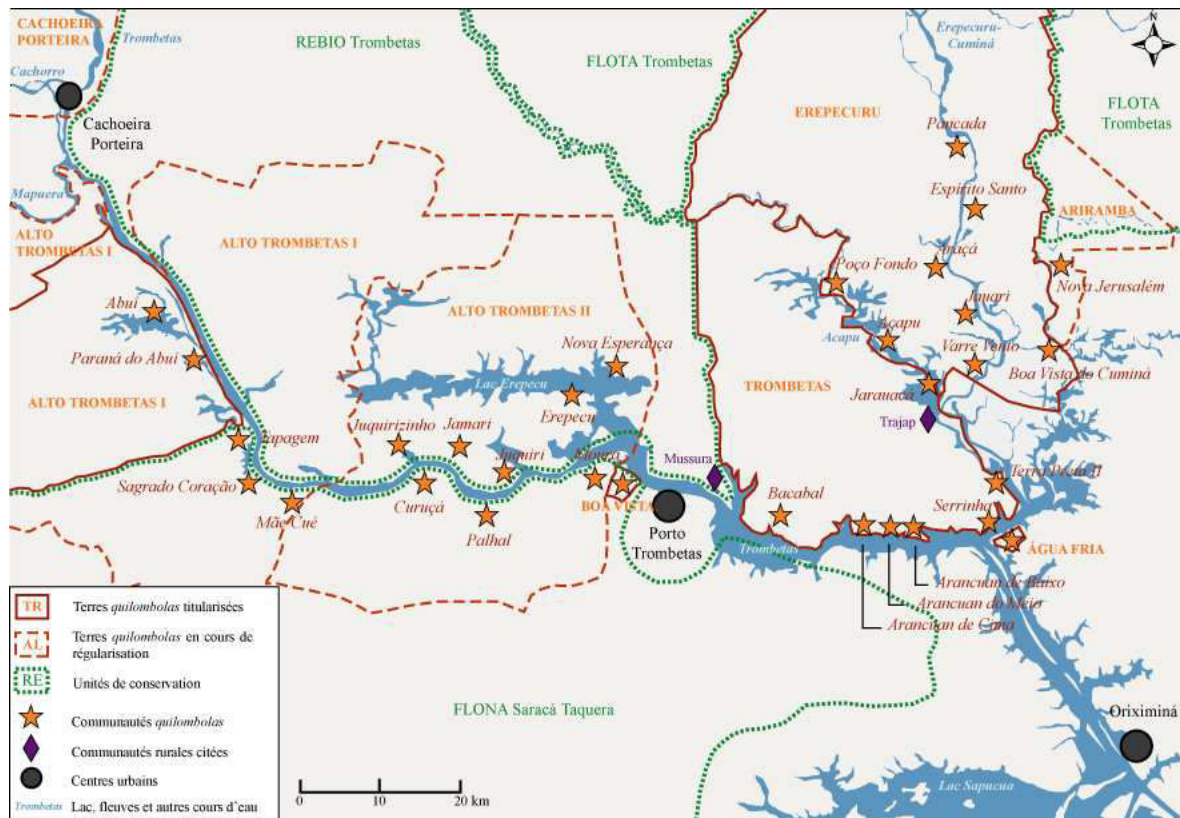 CACHOEIRA
PORTEIRA
Trombetas
Cachorro
Cachoeira
Porteira
Mapuera
REBIO Trombetas
FLOTA Trombetas
Erepecuru-
Cuminá
N
EREPECURU
FLOTA
Trombetas
Pancada
Espírito Santo
ARIRAMBA
ALTO
TROMBETAS I
ALTO TROMBETAS I
Araçá
Poço Fondo
Nova Jerusalém
Abuí
ALTO TROMBETAS II
Jauari
Açapu
Acapu
Nova Esperança
Paraná do Abuí
Varre Vento
Boa Vista do Cuminá
Lac Erepecu
TROMBETAS
Jarauacá
ALTO TROMBETAS I
Erepecu
Trajap
Juquirizinho
Jamari
Tapagem
Juquiri
Moura
Mussura
Terra Preta II
Sagrado Coração
Mãe Cué
Curuçá
Palhal
BOA VISTA
Porto
Trombetas
Bacabal
Serrinha
Trombetas
ÁGUA FRIA
Arancuan de Baixo
Arancuan do Meio
Arancuan de Cima
FLONA Saracá Taquera
Oriximiná
Lac Sapucua
TR Terres quilombolas titularisées
AL Terres quilombolas en cours de
régularisation
RE Unités de conservation
Communautés quilombolas
Communautés rurales citées
Centres urbains
Trombetas Lac, fleuves et autres cours d'eau
0 10 20 km